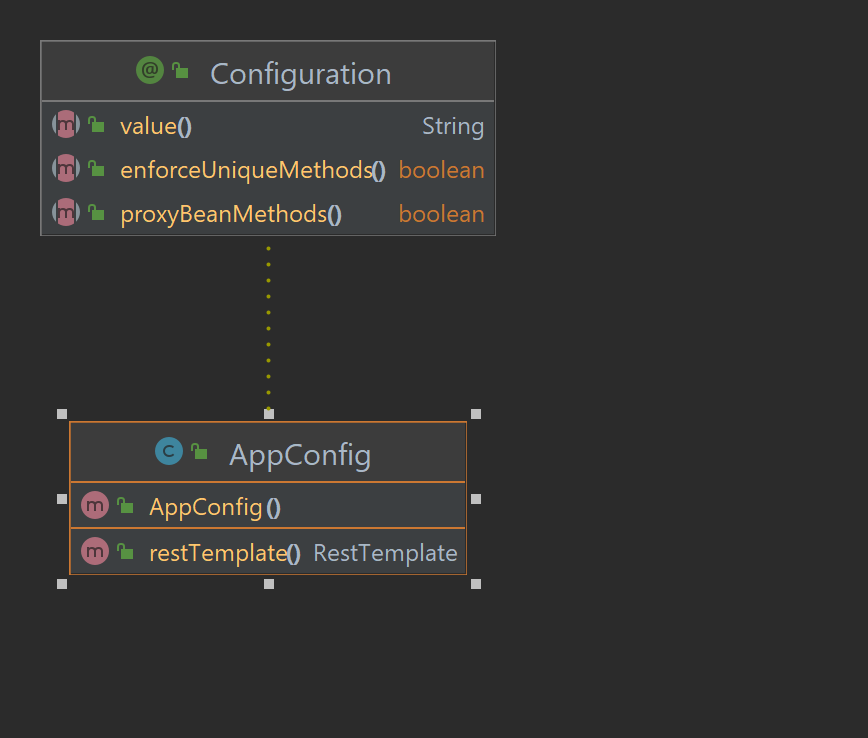 @ Configuration
m value() String
m enforceUniqueMethods() boolean
m proxyBeanMethods() boolean
C AppConfig
m AppConfig()
m restTemplate() RestTemplate